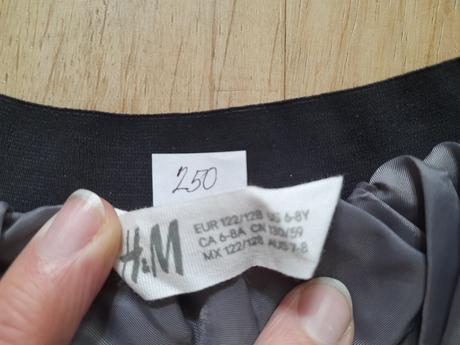 250
H&M
EUR 122/128 US 6-8Y
CA 6-8A CN 130/59
MX 122/128 AUS 7-8